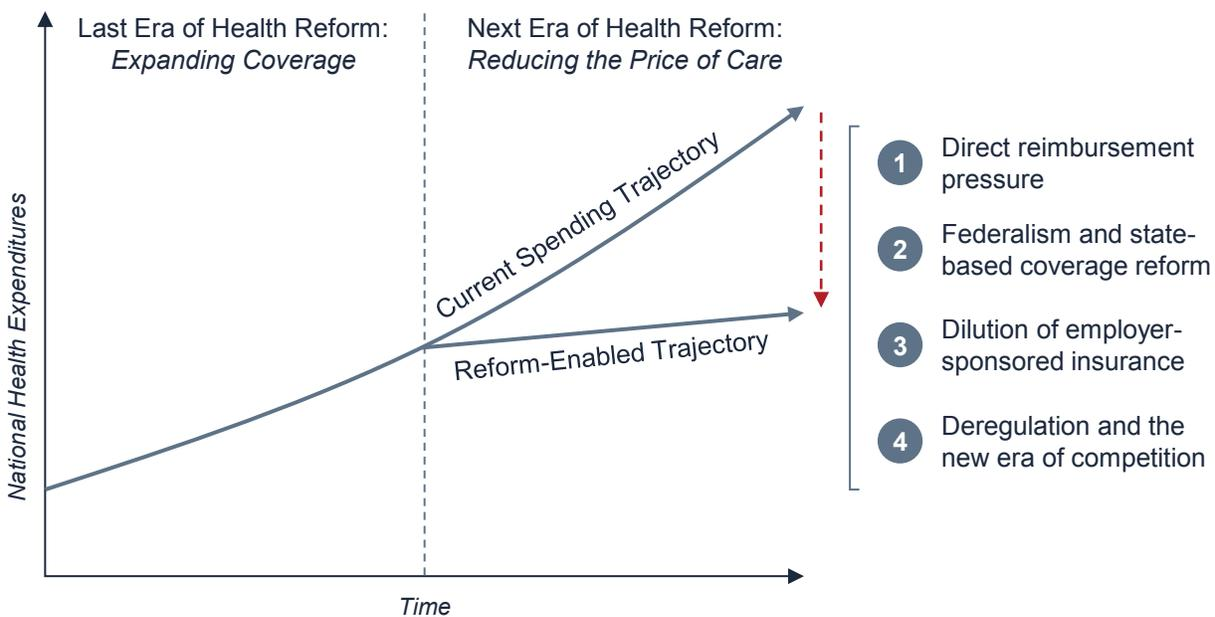 Last Era of Health Reform:
Expanding Coverage
Next Era of Health Reform:
Reducing the Price of Care
National Health Expenditures
Current Spending Trajectory
Reform-Enabled Trajectory
Time
1
Direct reimbursement
pressure
2
Federalism and state-
based coverage reform
3
Dilution of employer-
sponsored insurance
4
Deregulation and the
new era of competition